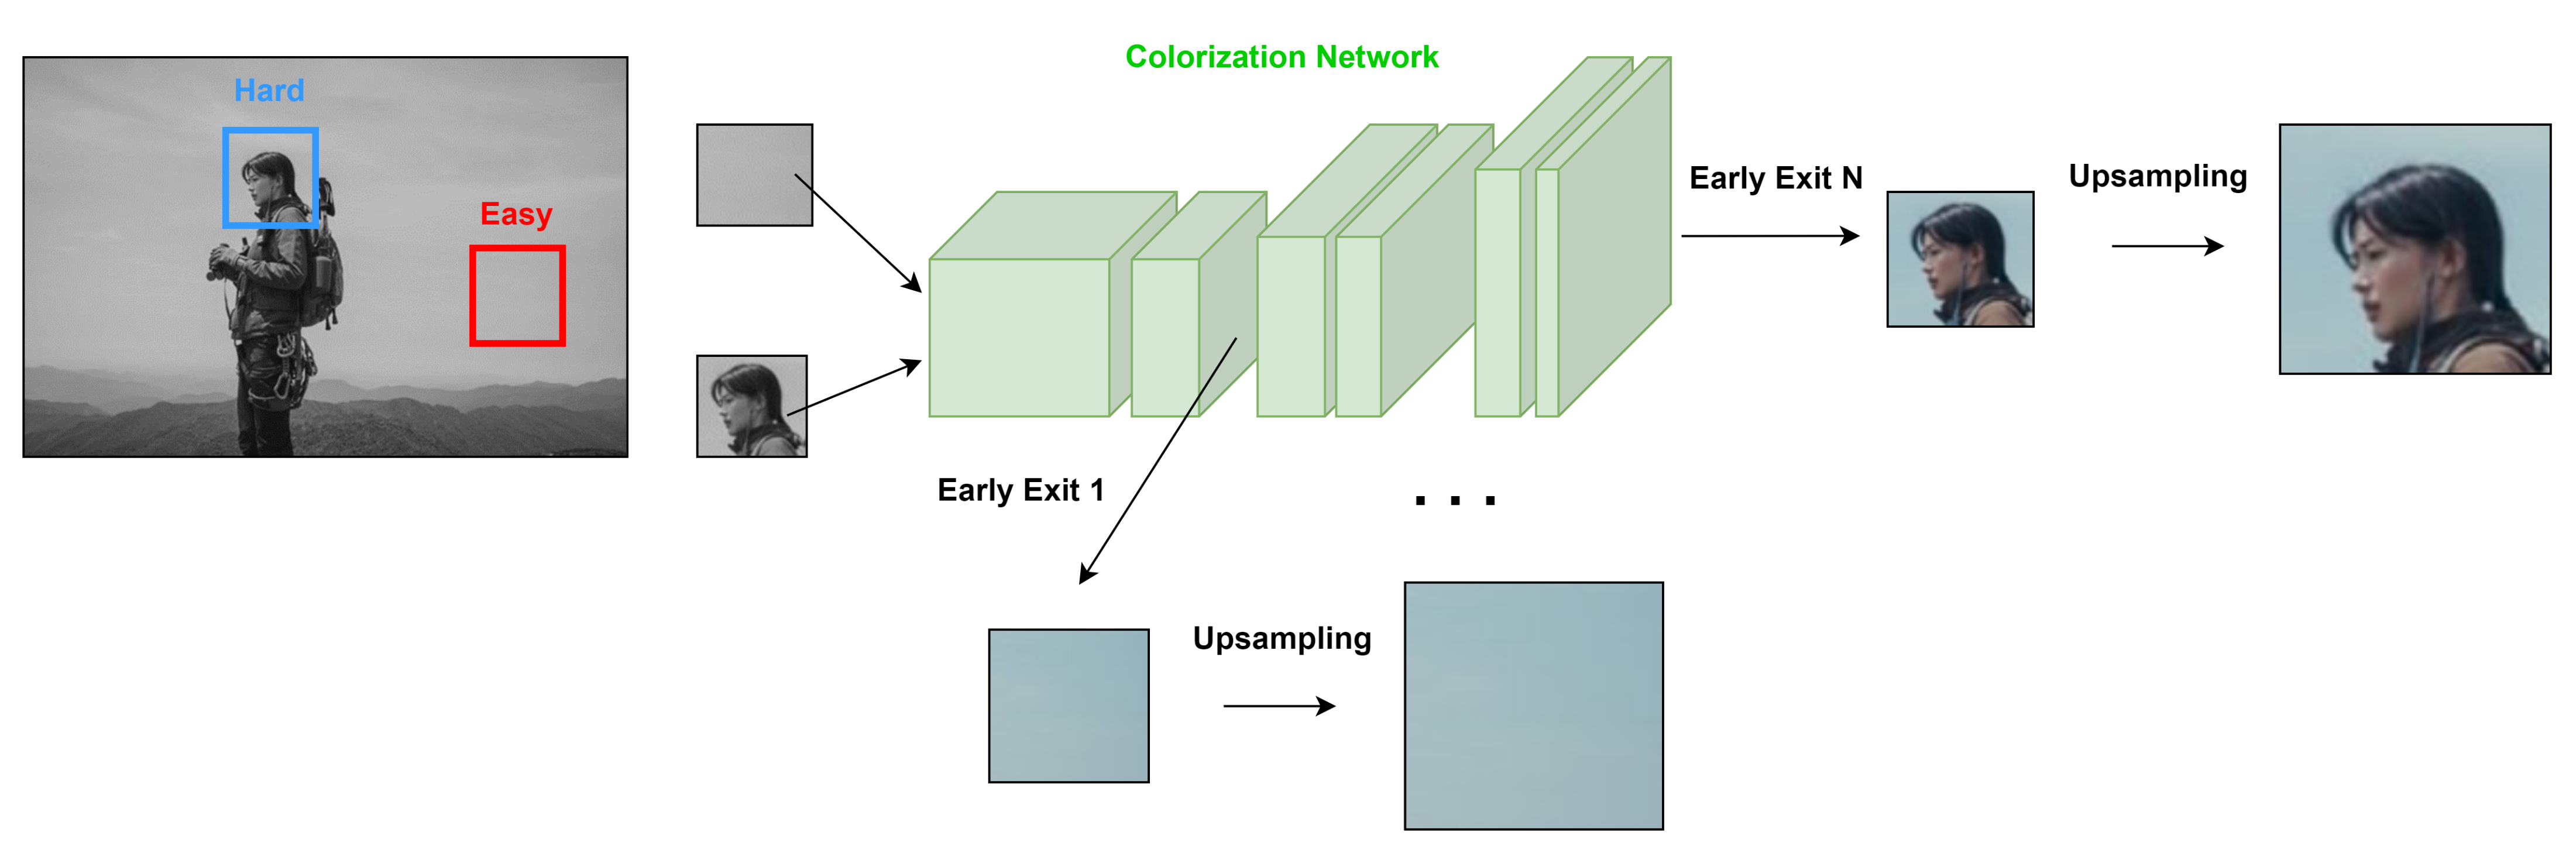 Colorization Network
Hard
Easy
Early Exit N
Upsampling
Early Exit 1
. . .
Upsampling